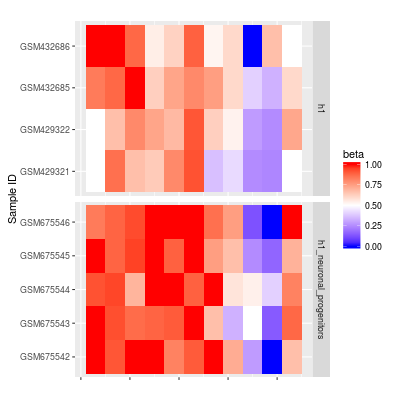 GSM432686
GSM432685
GSM429322
GSM429321
h1
GSM675546
GSM675545
GSM675544
GSM675543
GSM675542
h1_neuronal_progenitors
Sample ID
beta
1.00
0.75
0.50
0.25
0.00